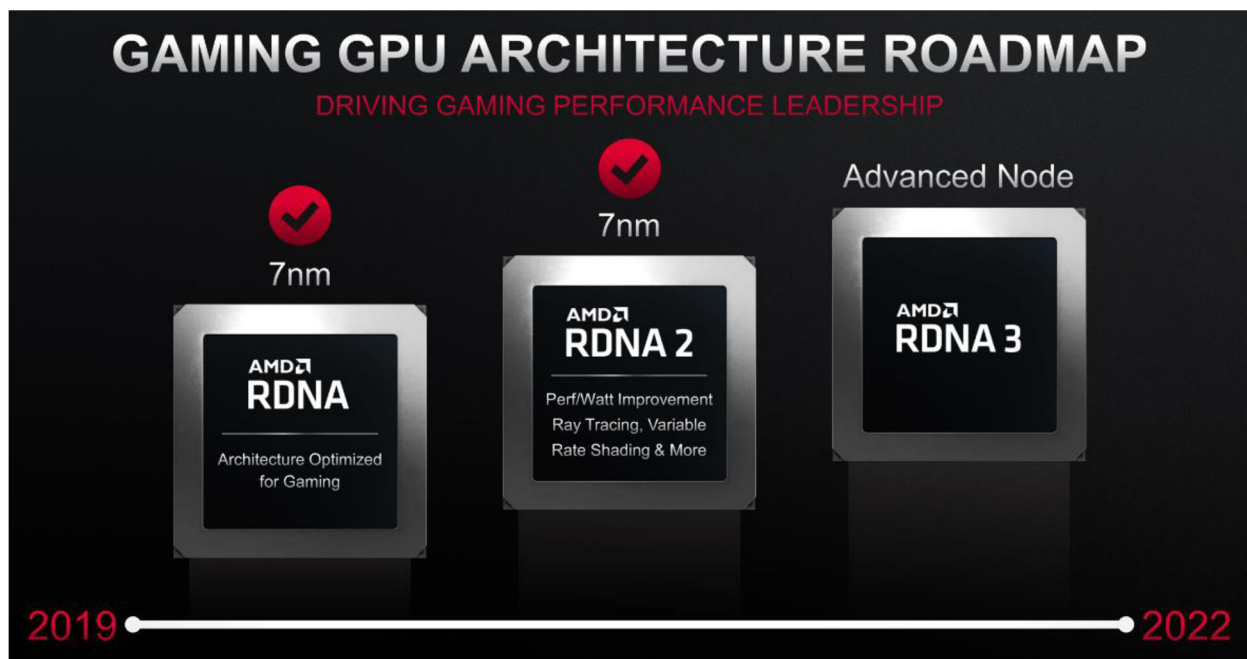 GAMING GPU ARCHITECTURE ROADMAP
DRIVING GAMING PERFORMANCE LEADERSHIP
7nm
AMD
RDNA
Architecture Optimized
for Gaming
7nm
AMD
RDNA 2
Perf/Watt Improvement
Ray Tracing, Variable
Rate Shading & More
Advanced Node
AMD
RDNA 3
2019
2022